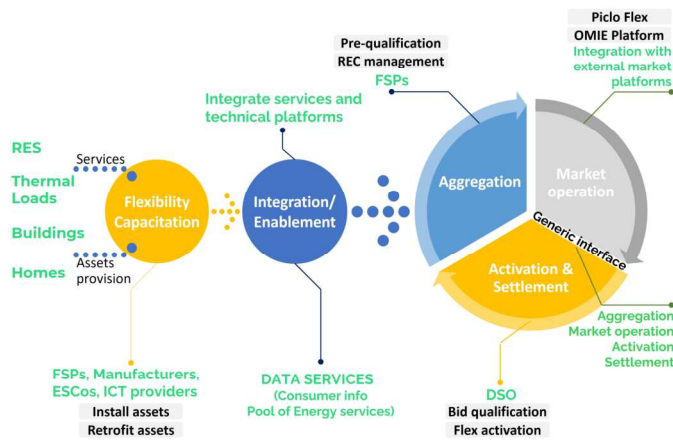 Piclo Flex
OMIE Platform
Integration with
external market
platforms
Pre-qualification
REC management
FSPs
Integrate services and
technical platforms
RES
Thermal
Loads
Buildings
Homes
Services
Assets
provision
Flexibility
Capacitation
Integration/
Enablement
Aggregation
Market
operation
Generic interface
Activation &
Settlement
Aggregation
Market operation
Activation
Settlement
FSPs, Manufacturers,
ESCos, ICT providers
Install assets
Retrofit assets
DATA SERVICES
(Consumer info
Pool of Energy services)
DSO
Bid qualification
Flex activation